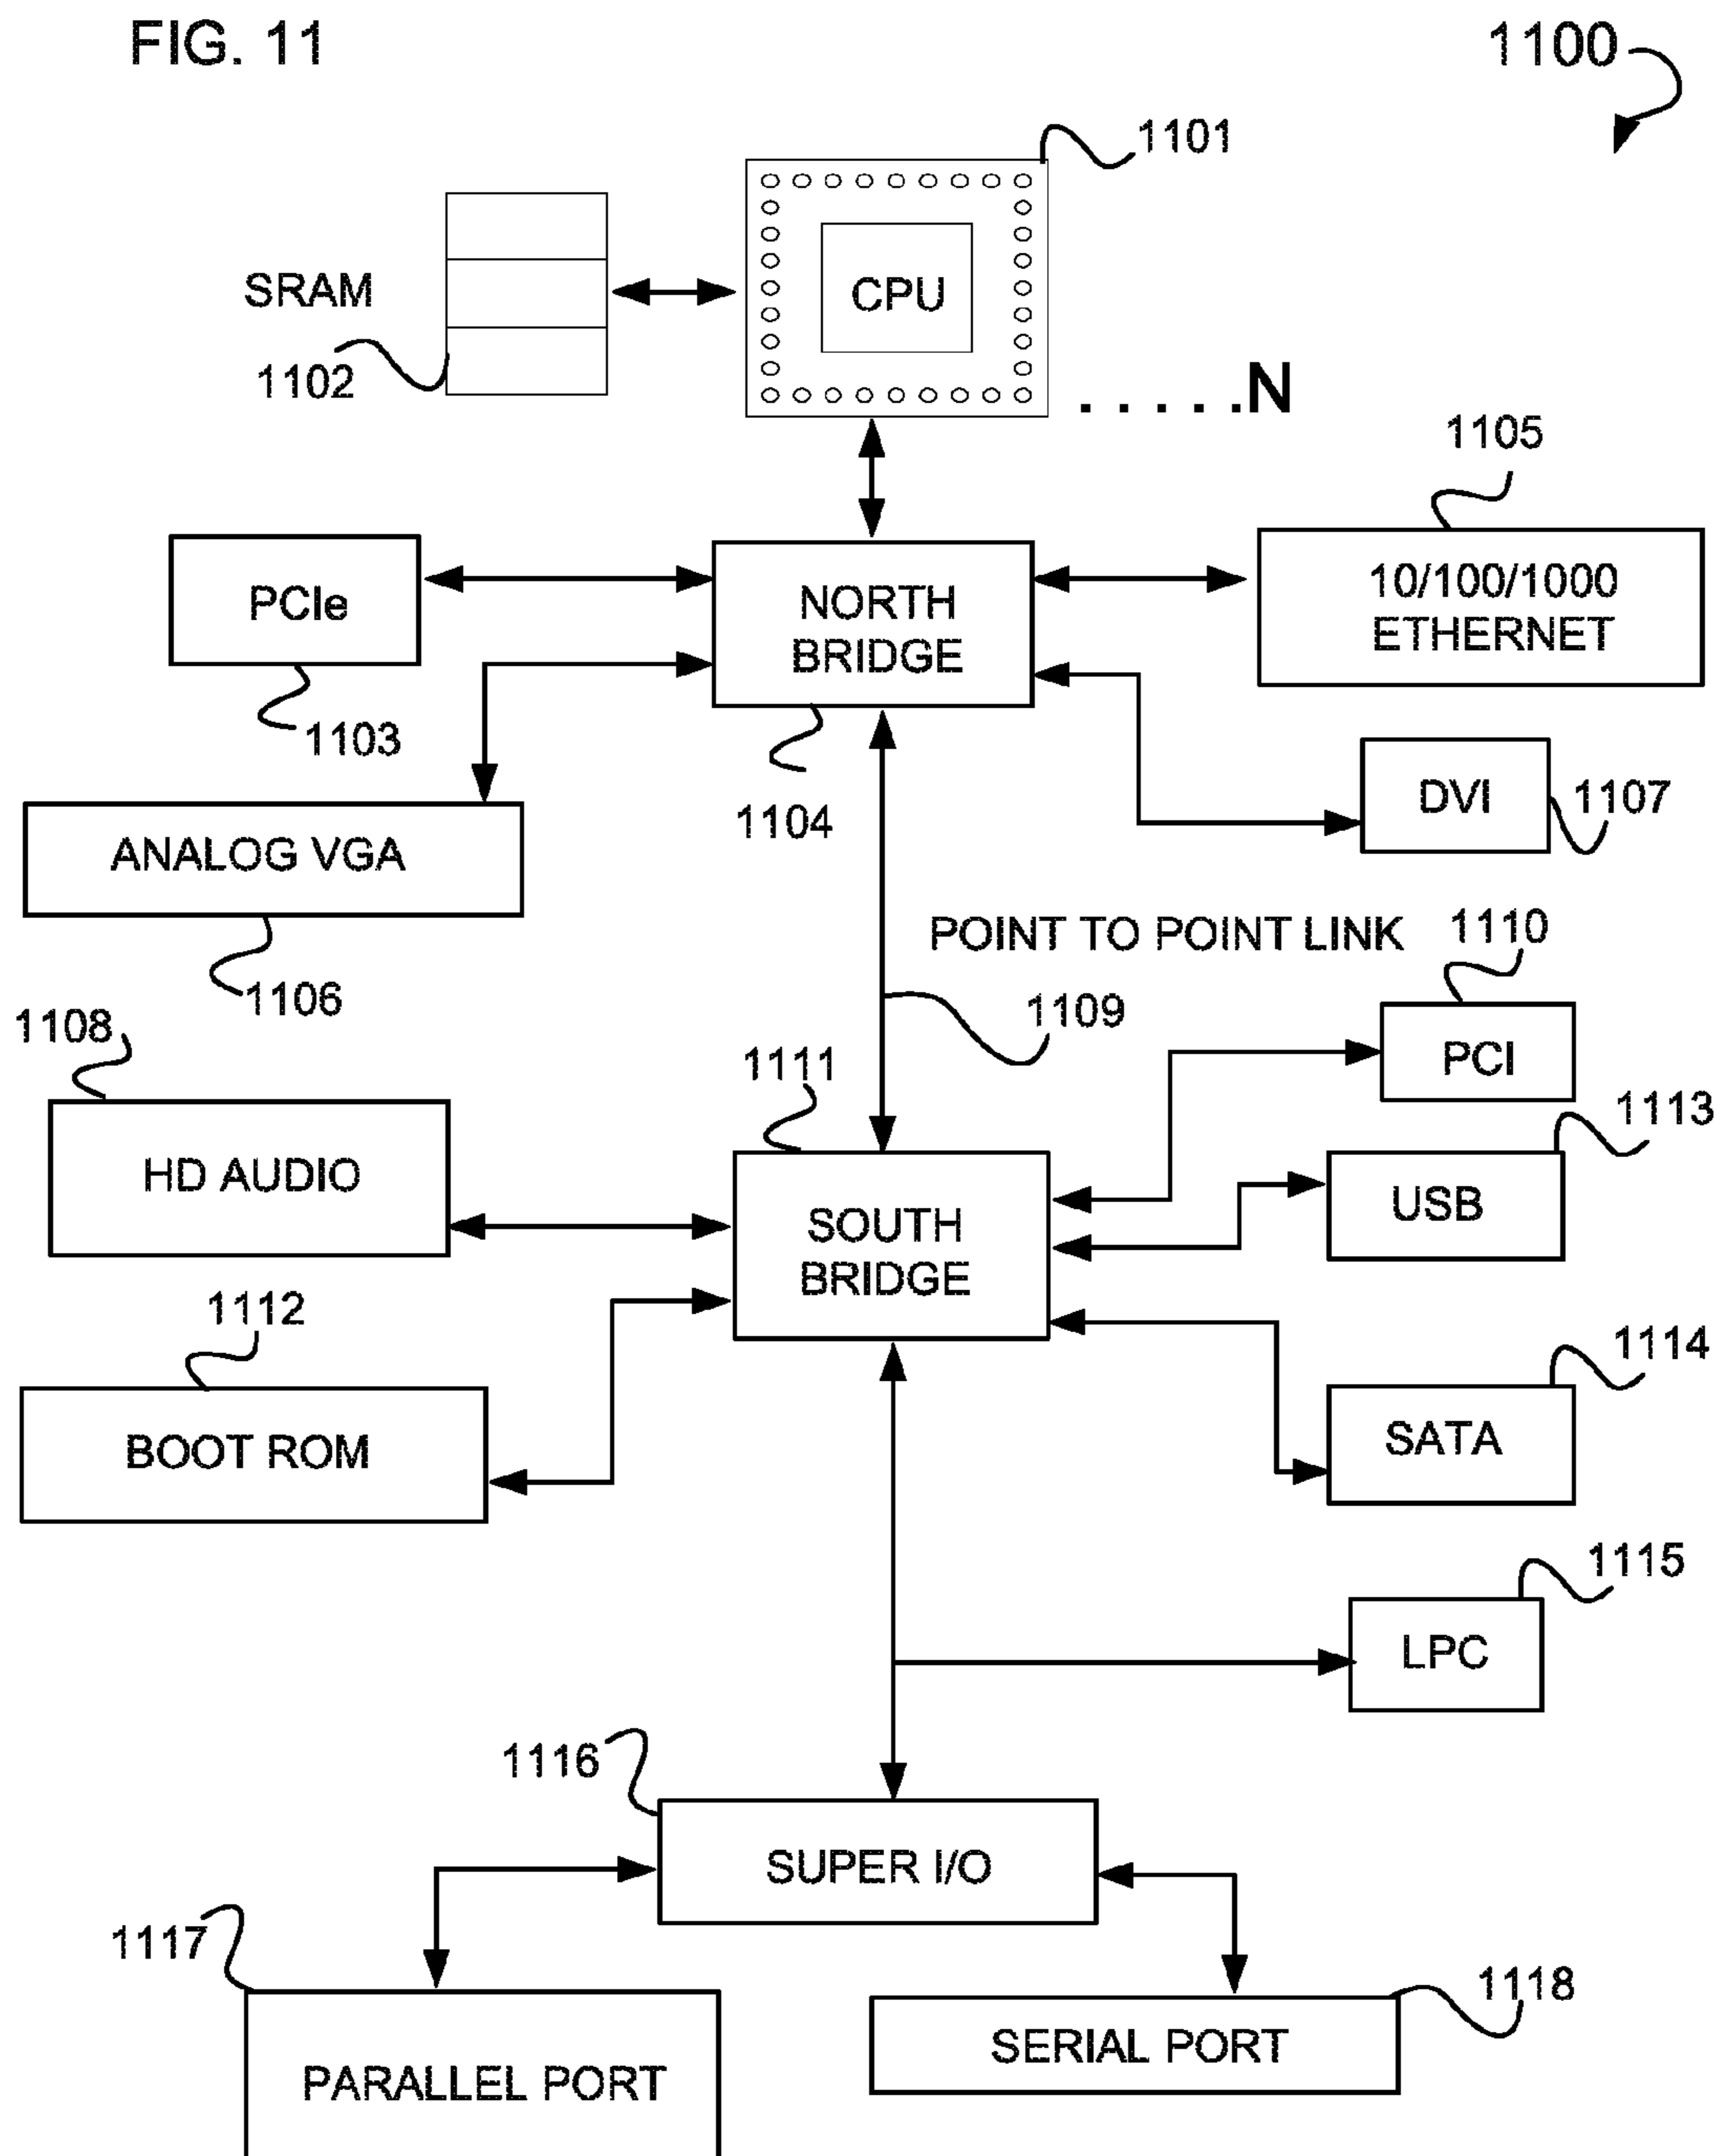 FIG. 11
1100
1101
SRAM
CPU
1102
. . . . .N
1105
PCIe
NORTH
BRIDGE
10/100/1000
ETHERNET
1103
1104
DVI
1107
ANALOG VGA
1106
POINT TO POINT LINK
1110
1109
1108
1111
PCI
1113
HD AUDIO
SOUTH
BRIDGE
USB
1112
1114
BOOT ROM
SATA
1115
LPC
1116
SUPER I/O
1117
1118
SERIAL PORT
PARALLEL PORT